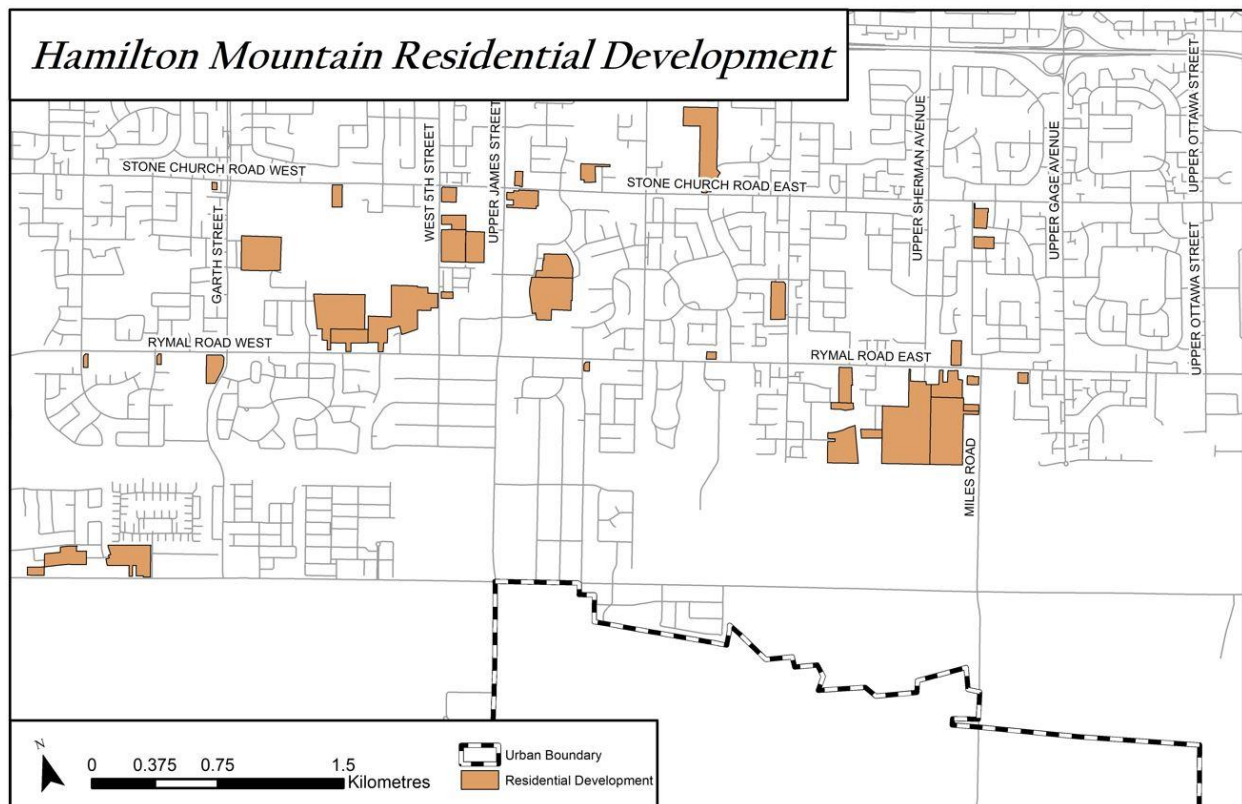 Hamilton Mountain Residential Development
STONE CHURCH ROAD WEST
GARTH STREET
WEST 5TH STREET
UPPER JAMES STREET
STONE CHURCH ROAD EAST
UPPER SHERMAN AVENUE
UPPER GAGE AVENUE
UPPER OTTAWA STREET
UPPER OTTAWA STREET
RYMAL ROAD WEST
RYMAL ROAD EAST
MILES ROAD
N
0 0.375 0.75 1.5
Kilometres
Urban Boundary
Residential Development